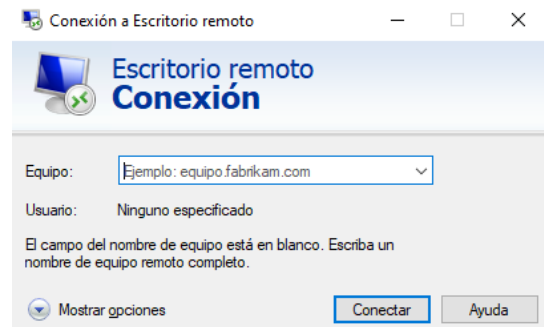 Conexión a Escritorio remoto
Escritorio remoto
Conexión
Equipo:
Ejemplo: equipo.fabrikam.com
Usuario:
Ninguno especificado
El campo del nombre de equipo está en blanco. Escriba un
nombre de equipo remoto completo.
Mostrar opciones
Conectar
Ayuda